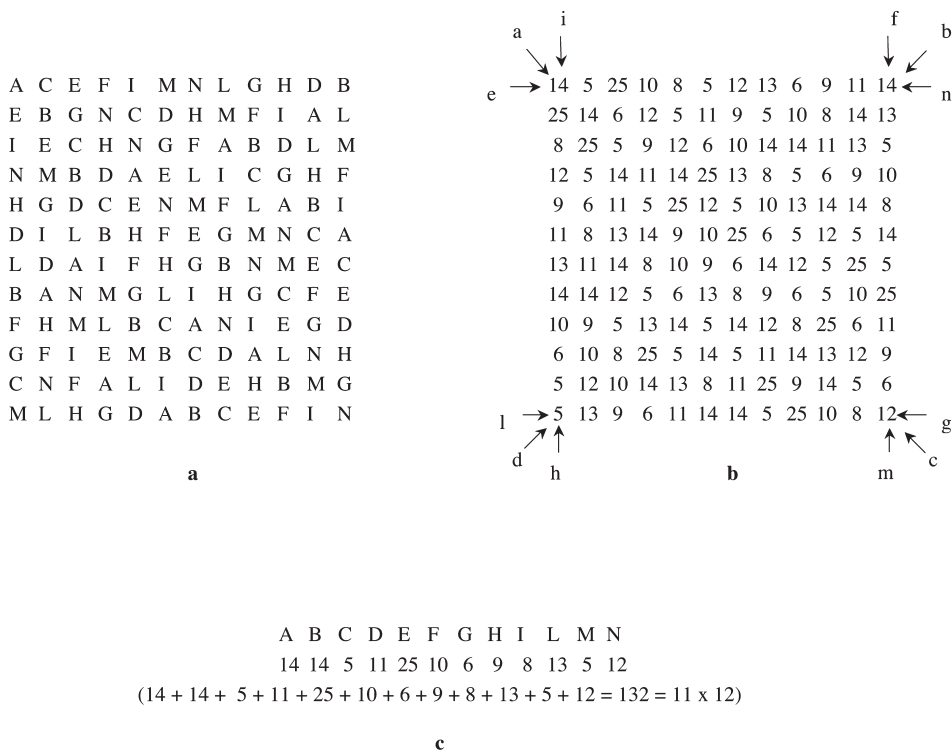 i f
a b
A C E F I M N L G H D B e 14 5 25 10 8 5 12 13 6 9 11 14 n
E B G N C D H M F I A L 25 14 6 12 5 11 9 5 10 8 14 13
I E C H N G F A B D L M 8 25 5 9 12 6 10 14 14 11 13 5
N M B D A E L I C G H F 12 5 14 11 14 25 13 8 5 6 9 10
H G D C E N M F L A B I 9 6 11 5 25 12 5 10 13 14 14 8
D I L B H F E G M N C A 11 8 13 14 9 10 25 6 5 12 5 14
L D A I F H G B N M E C 13 11 14 8 10 9 6 14 12 5 25 5
B A N M G L I H G C F E 14 14 12 5 6 13 8 9 6 5 10 25
F H M L B C A N I E G D 10 9 5 13 14 5 14 12 8 25 6 11
G F I E M B C D A L N H 6 10 8 25 5 14 5 11 14 13 12 9
C N F A L I D E H B M G 5 12 10 14 13 8 11 25 9 14 5 6
M L H G D A B C E F I N l 5 13 9 6 11 14 14 5 25 10 8 12 g
d h m c
a b
A B C D E F G H I L M N
14 14 5 11 25 10 6 9 8 13 5 12
(14 + 14 + 5 + 11 + 25 + 10 + 6 + 9 + 8 + 13 + 5 + 12 = 132 = 11 x 12)
c